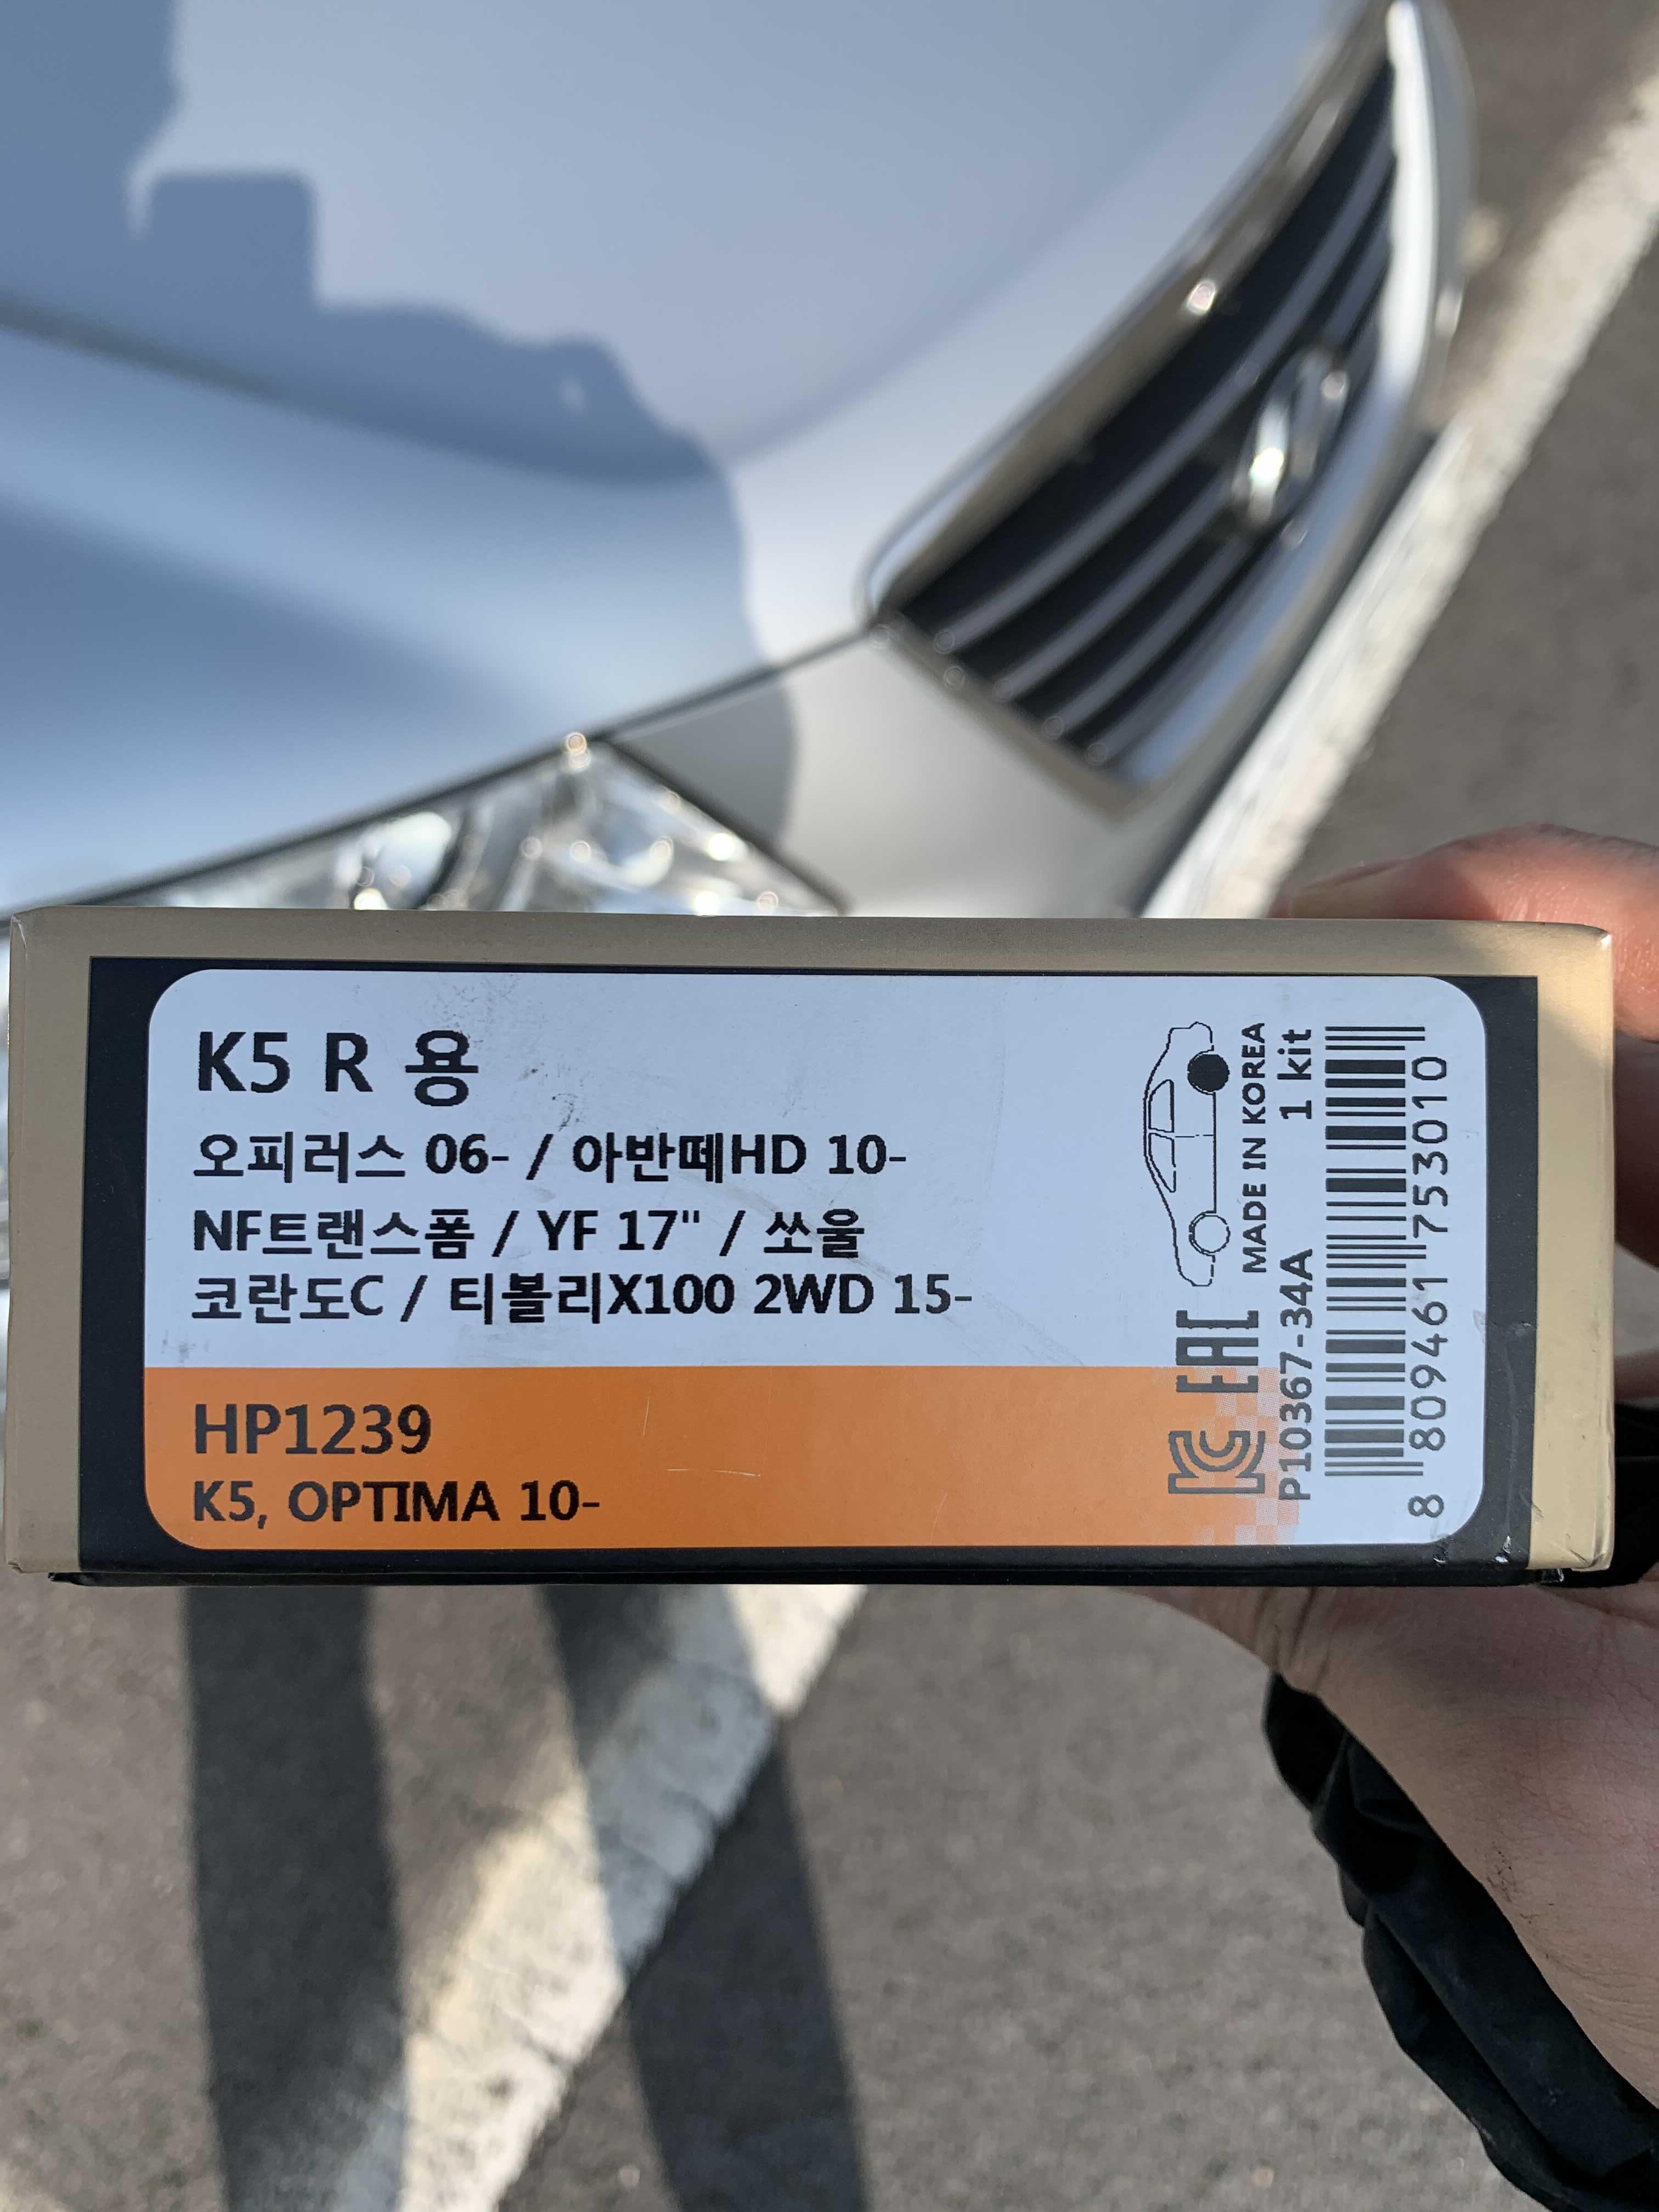 K5 R 용
오피러스 06- / 아반떼HD 10-
NF트랜스폼 / YF 17" / 쏘울
코란도C / 티볼리X100 2WD 15-
HP1239
K5, OPTIMA 10-
MADE IN KOREA
1 kit
EAC
KC
P10367-34A
8 809461 753010